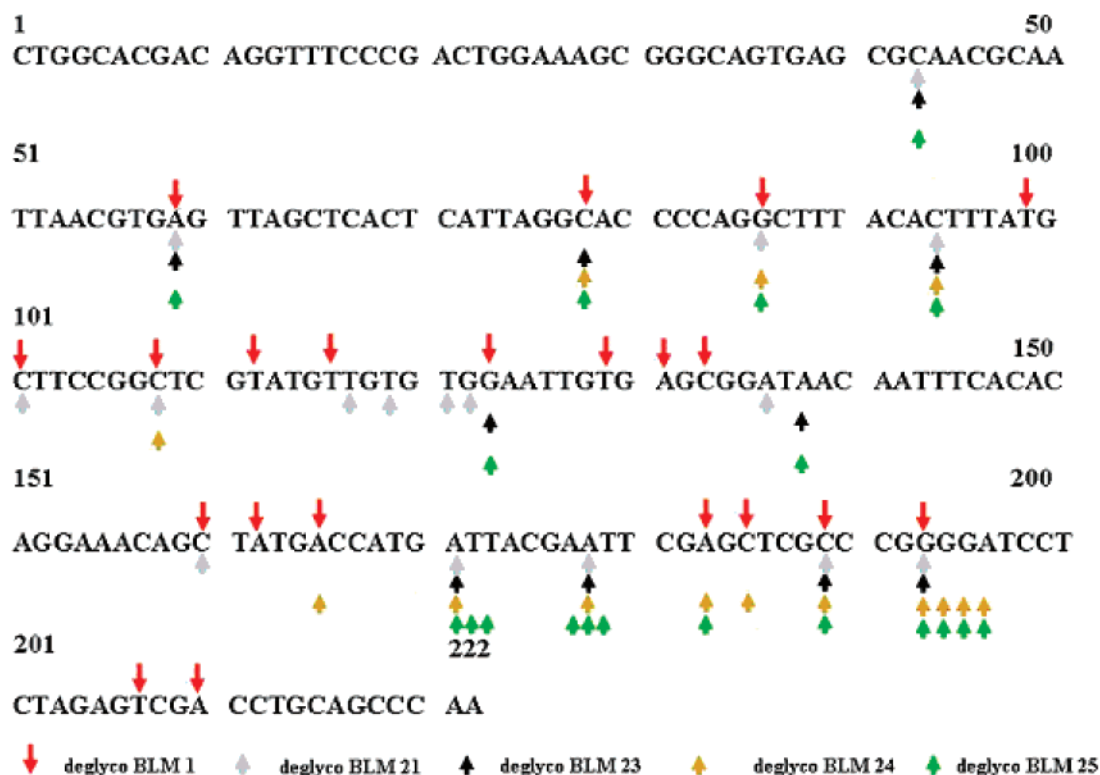 1 50
CTGGCACGAC AGGTTTCCCG ACTGGAAAGC GGGCAGTGAG CGCAACGCAA
51 100
TTAACGTGAG TTAGCTCACT CATTAGGCAC CCCAGGCTTT ACACTTTATG
101 150
CTTCCGGCTC GTATGTTGTG TGGAATTGTG AGCGGATAAC AATTTCACAC
151 200
AGGAAACAGC TATGACCATG ATTACGAATT CGAGCTCGCC CGGGGATCCT
201 222
CTAGAGTCGA CCTGCAGCCC AA
deglyco BLM 1 deglyco BLM 21 deglyco BLM 23 deglyco BLM 24 deglyco BLM 25